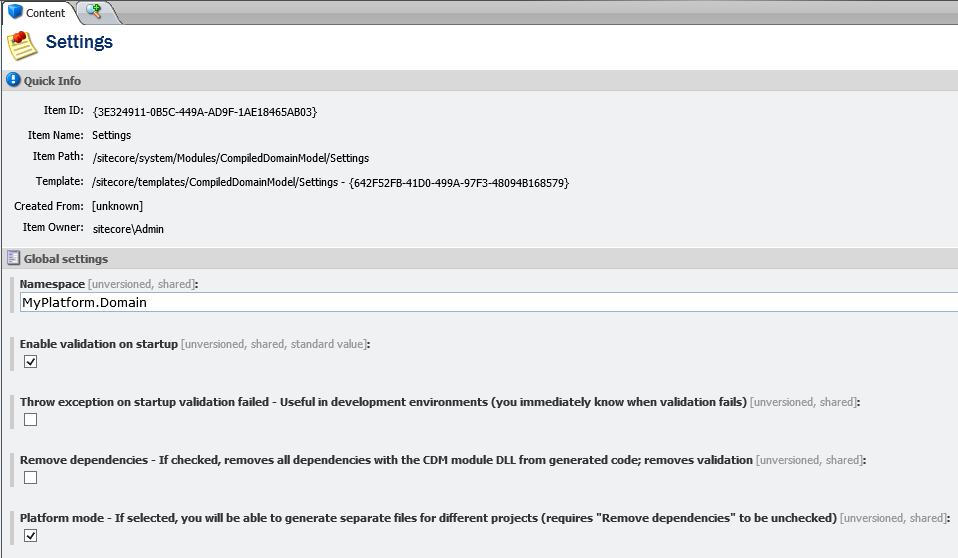 Content
Settings
Quick Info
Item ID: {3E324911-0B5C-449A-AD9F-1AE18465AB03}
Item Name: Settings
Item Path: /sitecore/system/Modules/CompiledDomainModel/Settings
Template: /sitecore/templates/CompiledDomainModel/Settings - {642F52FB-41D0-499A-97F3-48094B168579}
Created From: [unknown]
Item Owner: sitecore\Admin
Global settings
Namespace [unversioned, shared]:
MyPlatform.Domain
Enable validation on startup [unversioned, shared, standard value]:
Throw exception on startup validation failed - Useful in development environments (you immediately know when validation fails) [unversioned, shared]:
Remove dependencies - If checked, removes all dependencies with the CDM module DLL from generated code; removes validation [unversioned, shared]:
Platform mode - If selected, you will be able to generate separate files for different projects (requires "Remove dependencies" to be unchecked) [unversioned, shared]: